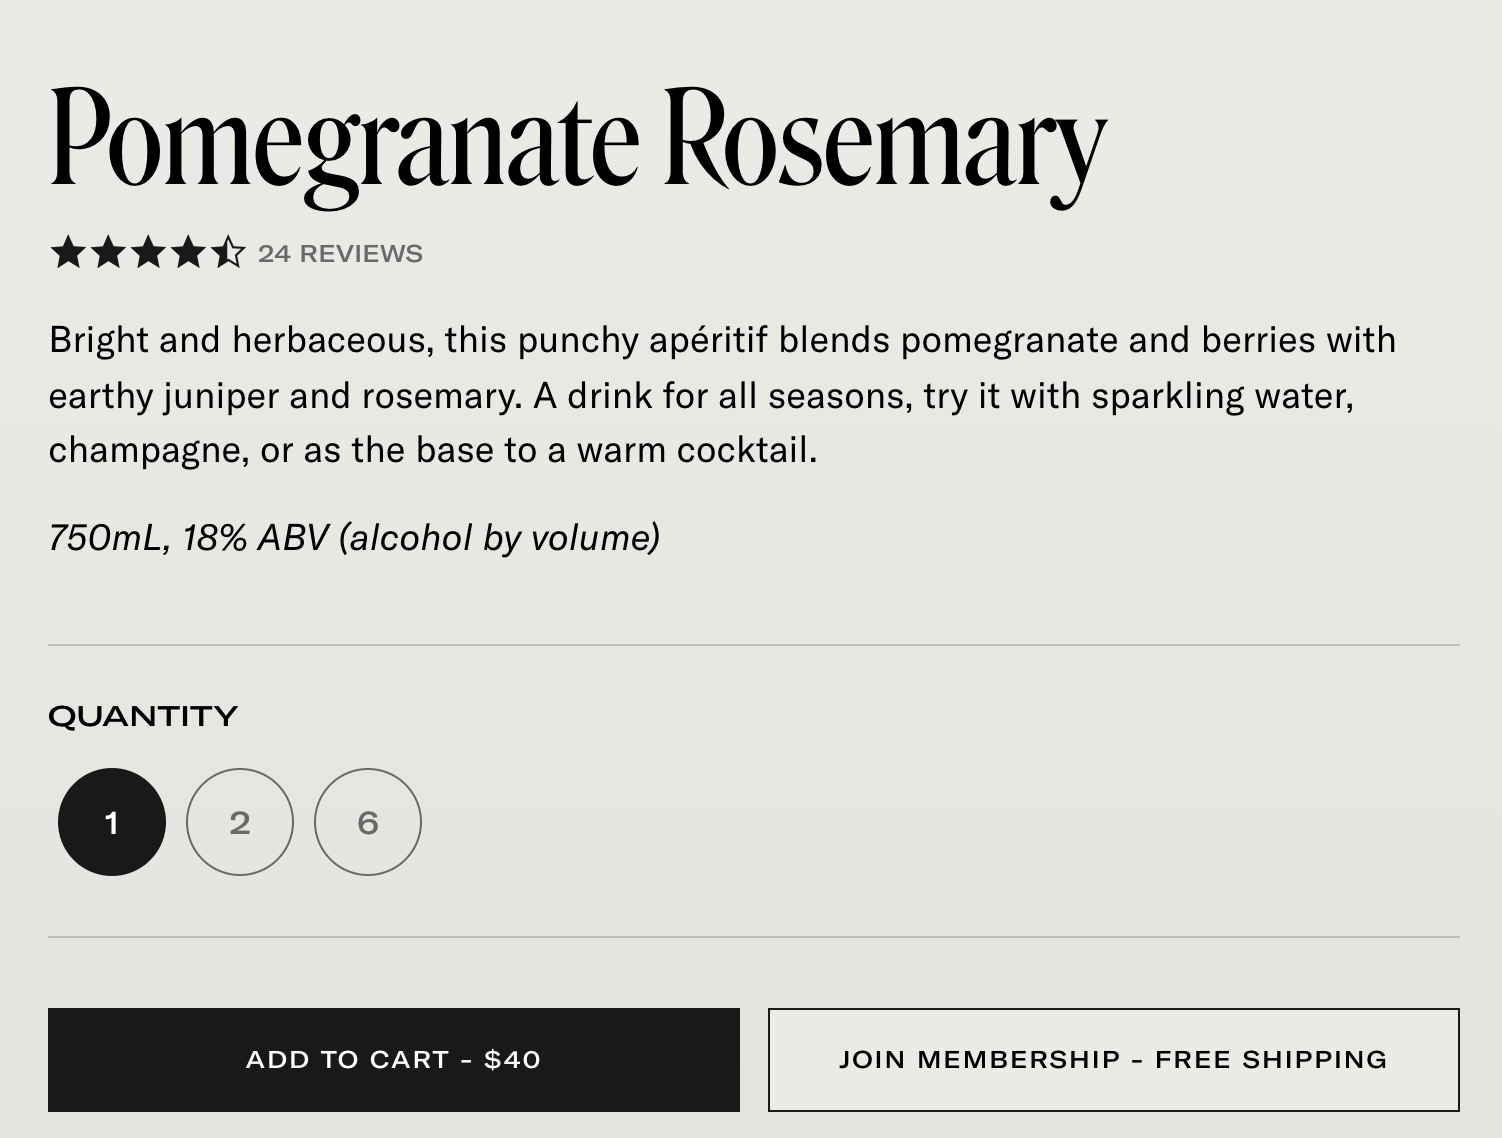 Pomegranate Rosemary
24 REVIEWS
Bright and herbaceous, this punchy apéritif blends pomegranate and berries with
earthy juniper and rosemary. A drink for all seasons, try it with sparkling water,
champagne, or as the base to a warm cocktail.
750mL, 18% ABV (alcohol by volume)
QUANTITY
1 2 6
ADD TO CART - $40 JOIN MEMBERSHIP - FREE SHIPPING